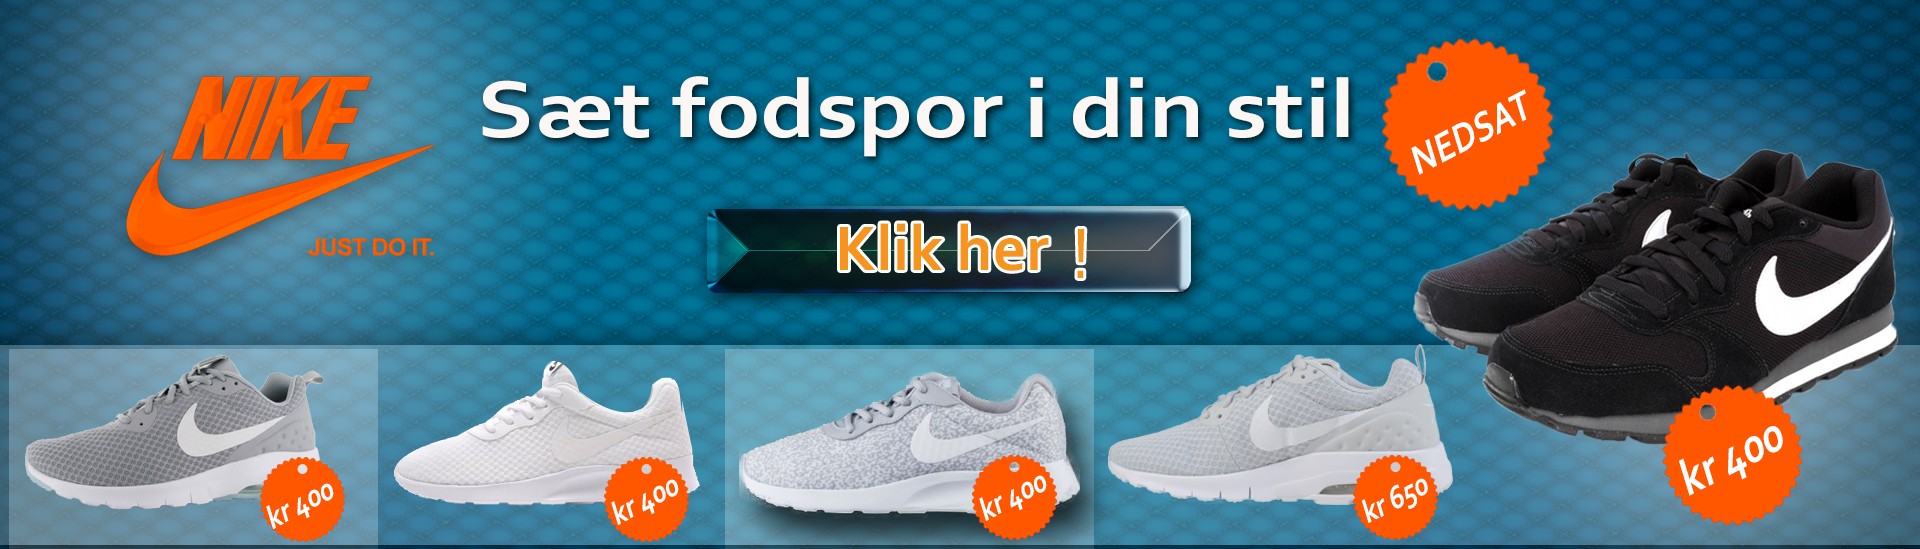 NIKE
JUST DO IT.
Sæt fodspor i din stil
NEDSAT
Klik her !
kr 400
kr 400
kr 400
kr 650
kr 400